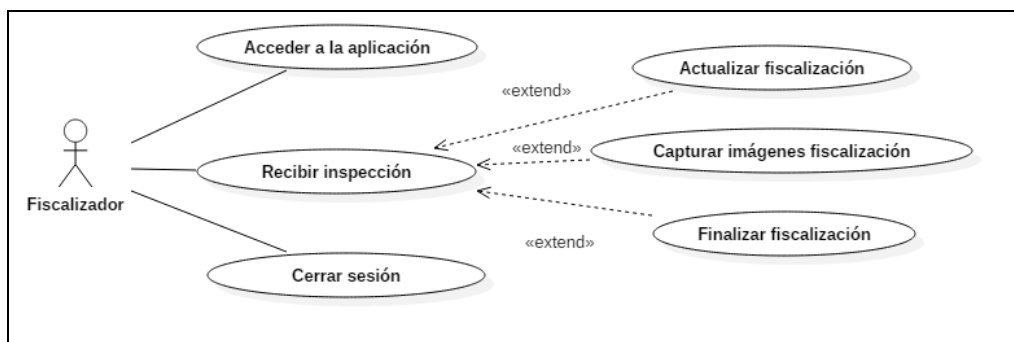 Acceder a la aplicación
Actualizar fiscalización
«extend»
«extend»
Capturar imágenes fiscalización
Recibir inspección
Fiscalizador
Finalizar fiscalización
«extend»
Cerrar sesión